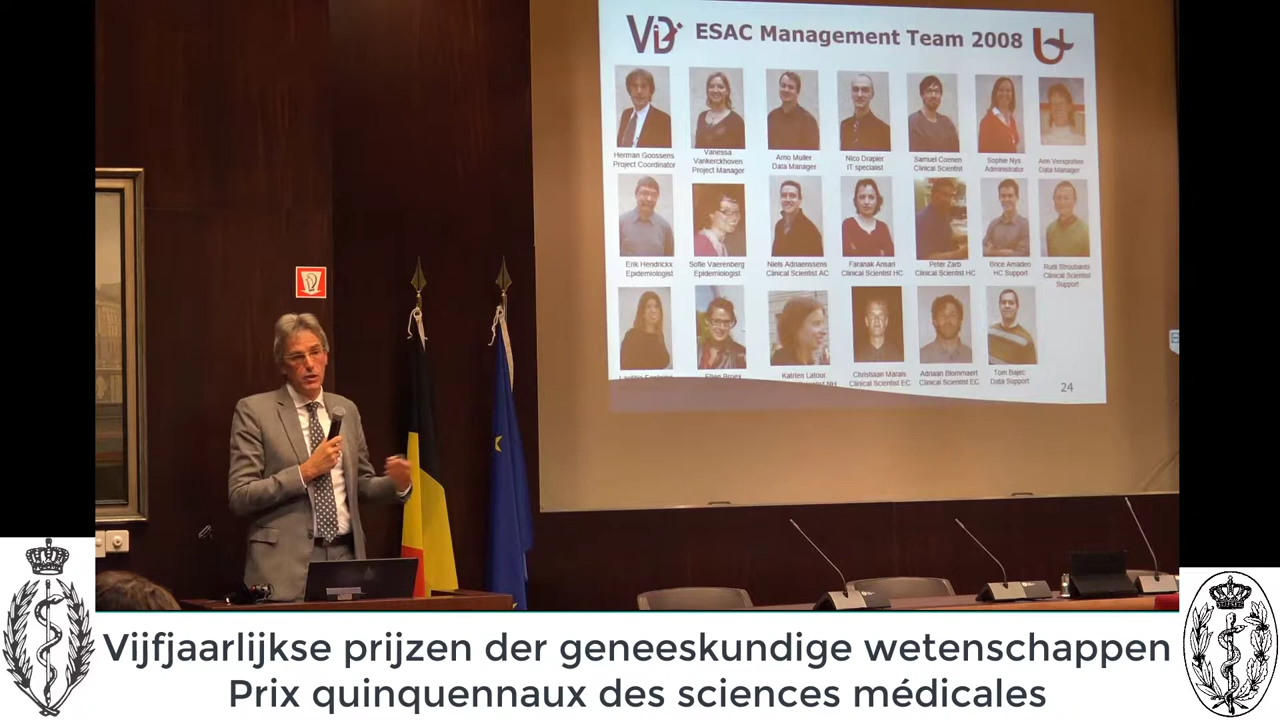 ESAC Management Team 2008
Herman Goossens
Project Coordinator
Vanessa
Vankerckhoven
Project Manager
Arno Muller
Data Manager
Nico Drapier
IT specialist
Samuel Coenen
Clinical Scientist
Sophie Nys
Administrator
Ann Versporten
Data Manager
Erik Hendrickx
Epidemiologist
Sofie Vaerenberg
Epidemiologist
Niels Adriaenssens
Clinical Scientist AC
Faranak Ansari
Clinical Scientist HC
Peter Zarb
Clinical Scientist HC
Brice Amadeo
HC Support
Rudi Stroobants
Clinical Scientist
Support
Ellen Broex
Katrien Latour
Christiaan Marais
Clinical Scientist EC
Adriaan Blommaert
Clinical Scientist EC
Tom Bajec
Data Support
24
Vijfjaarlijkse prijzen der geneeskundige wetenschappen
Prix quinquennaux des sciences médicales